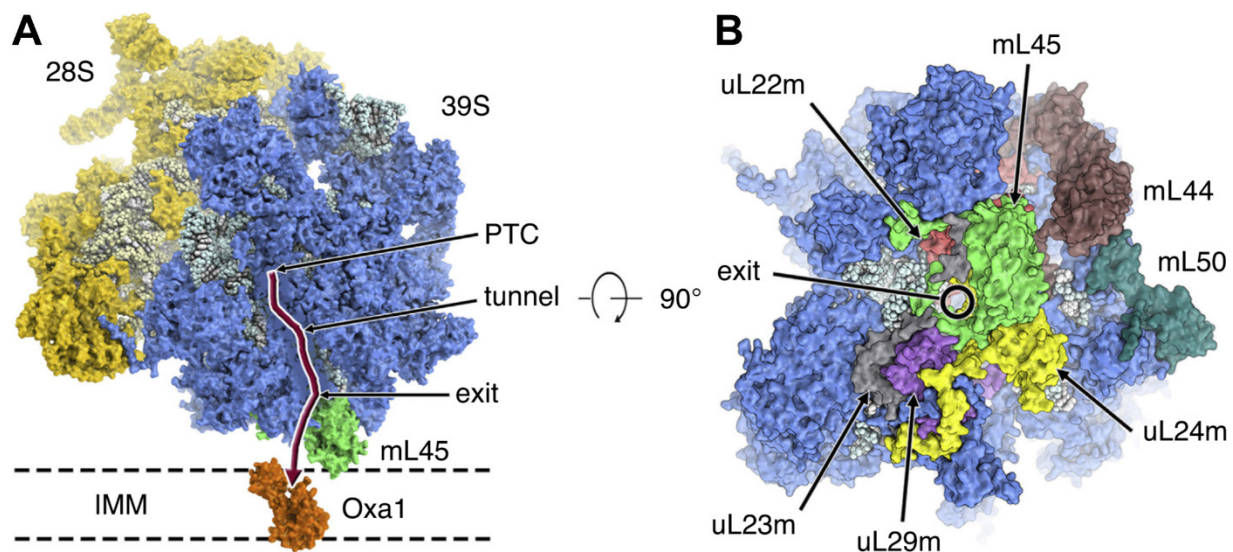 A
28S
39S
PTC
tunnel
exit
mL45
IMM
Oxa1
90°
B
mL45
uL22m
mL44
mL50
exit
uL24m
uL23m
uL29m